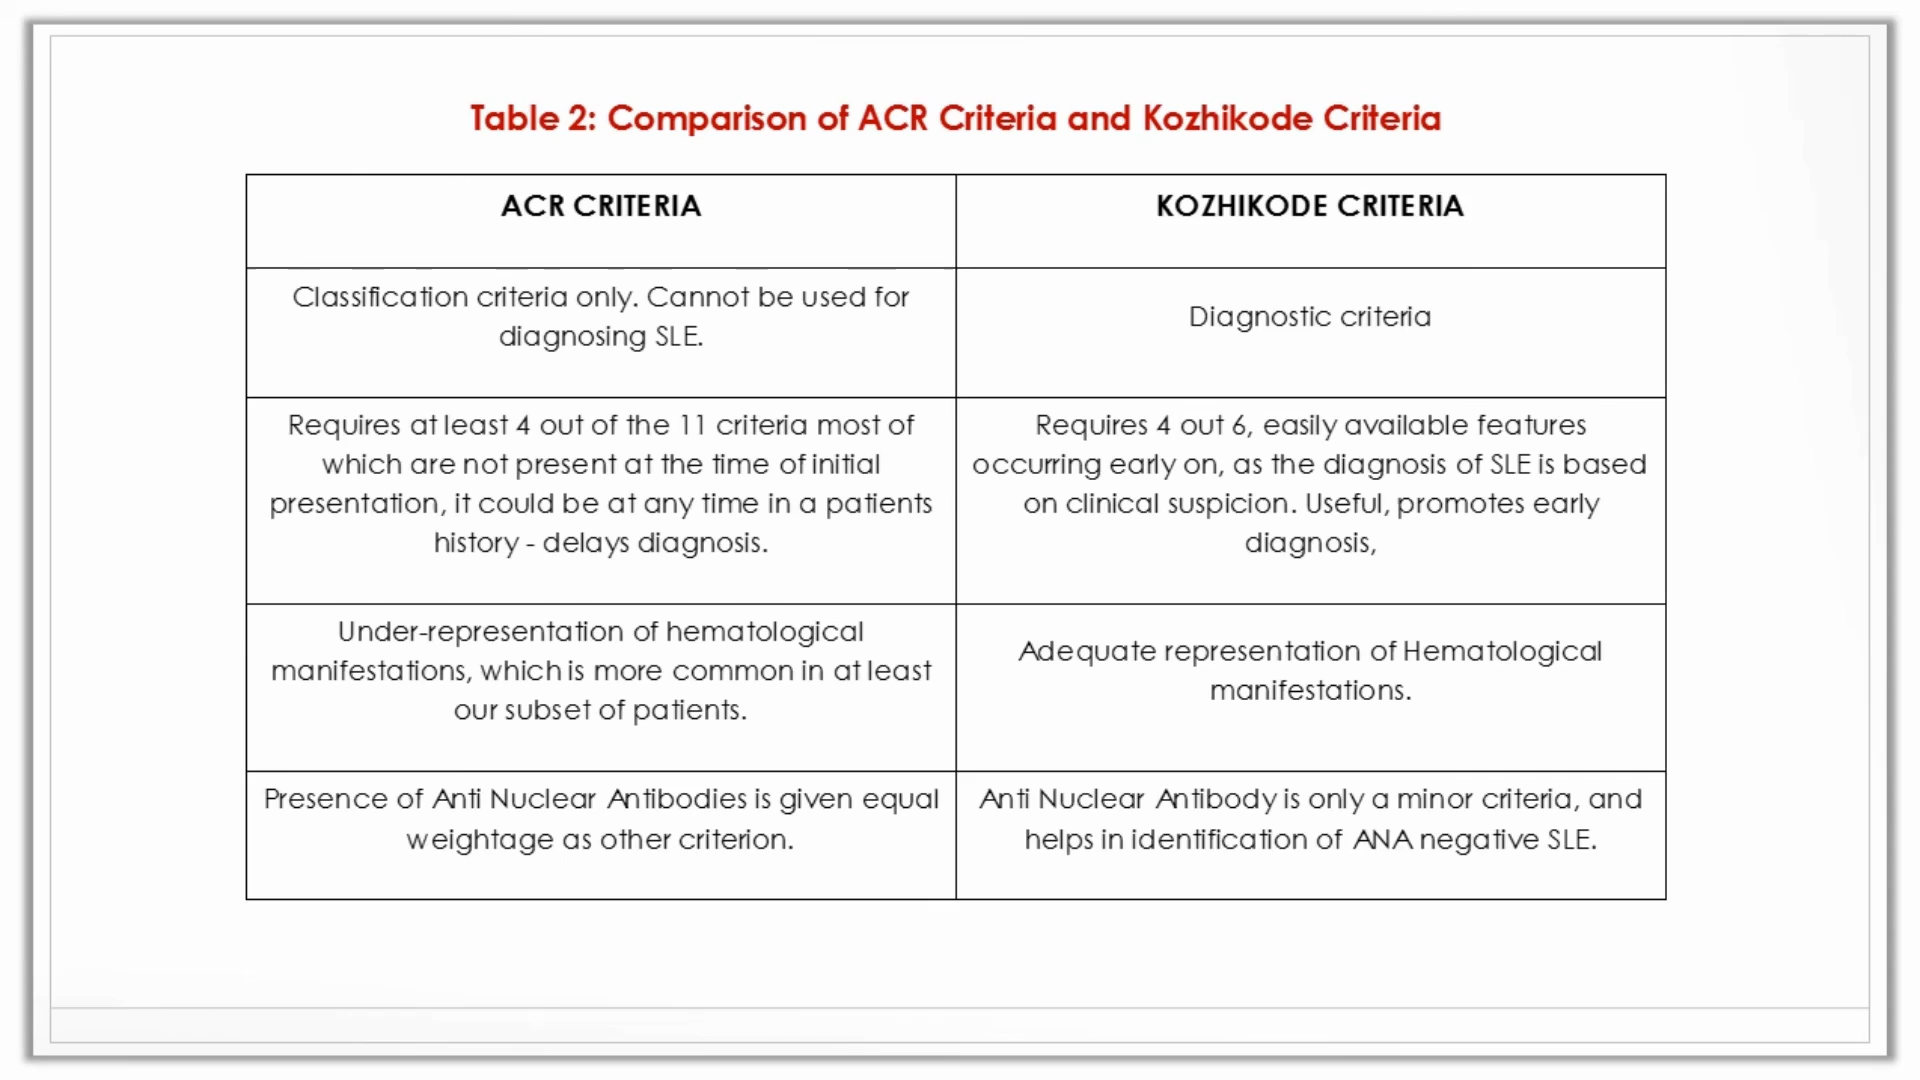 Table 2: Comparison of ACR Criteria and Kozhikode Criteria
ACR CRITERIA
KOZHIKODE CRITERIA
Classification criteria only. Cannot be used for
diagnosing SLE.
Diagnostic criteria
Requires at least 4 out of the 11 criteria most of
which are not present at the time of initial
presentation, it could be at any time in a patients
history - delays diagnosis.
Requires 4 out 6, easily available features
occurring early on, as the diagnosis of SLE is based
on clinical suspicion. Useful, promotes early
diagnosis,
Under-representation of hematological
manifestations, which is more common in at least
our subset of patients.
Adequate representation of Hematological
manifestations.
Presence of Anti Nuclear Antibodies is given equal
weightage as other criterion.
Anti Nuclear Antibody is only a minor criteria, and
helps in identification of ANA negative SLE.